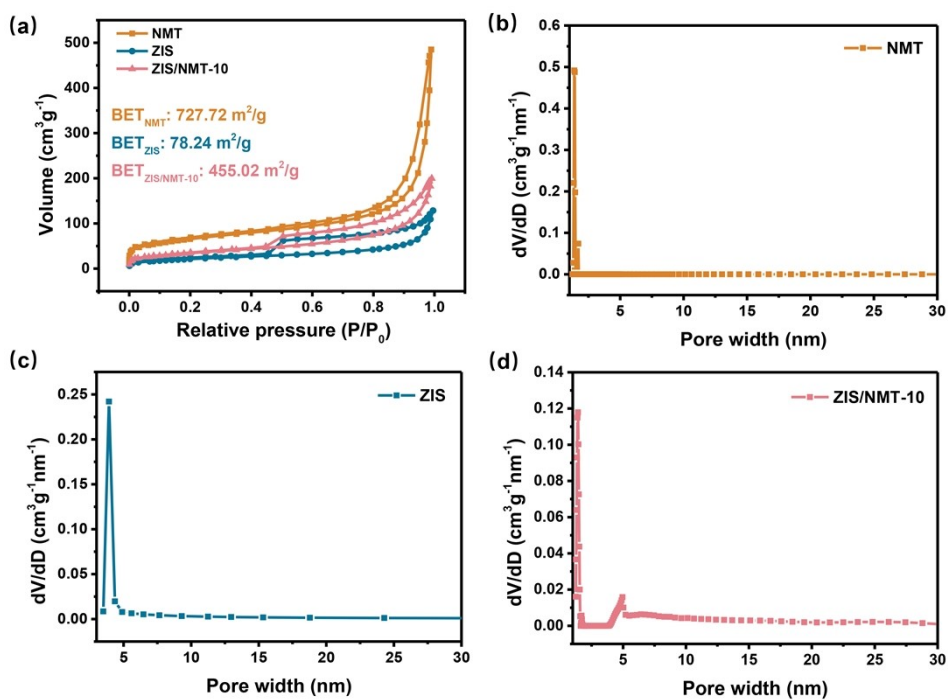 (a)
NMT
ZIS
ZIS/NMT-10
BET_NMT: 727.72 m²/g
BET_ZIS: 78.24 m²/g
BET_ZIS/NMT-10: 455.02 m²/g
500
400
300
200
100
0
Volume (cm³g⁻¹)
0.0 0.2 0.4 0.6 0.8 1.0
Relative pressure (P/P₀)
(b)
NMT
0.6
0.5
0.4
0.3
0.2
0.1
0.0
dV/dD (cm³g⁻¹nm⁻¹)
5 10 15 20 25 30
Pore width (nm)
(c)
ZIS
0.25
0.20
0.15
0.10
0.05
0.00
dV/dD (cm³g⁻¹nm⁻¹)
5 10 15 20 25 30
Pore width (nm)
(d)
ZIS/NMT-10
0.14
0.12
0.10
0.08
0.06
0.04
0.02
0.00
dV/dD (cm³g⁻¹nm⁻¹)
5 10 15 20 25 30
Pore width (nm)